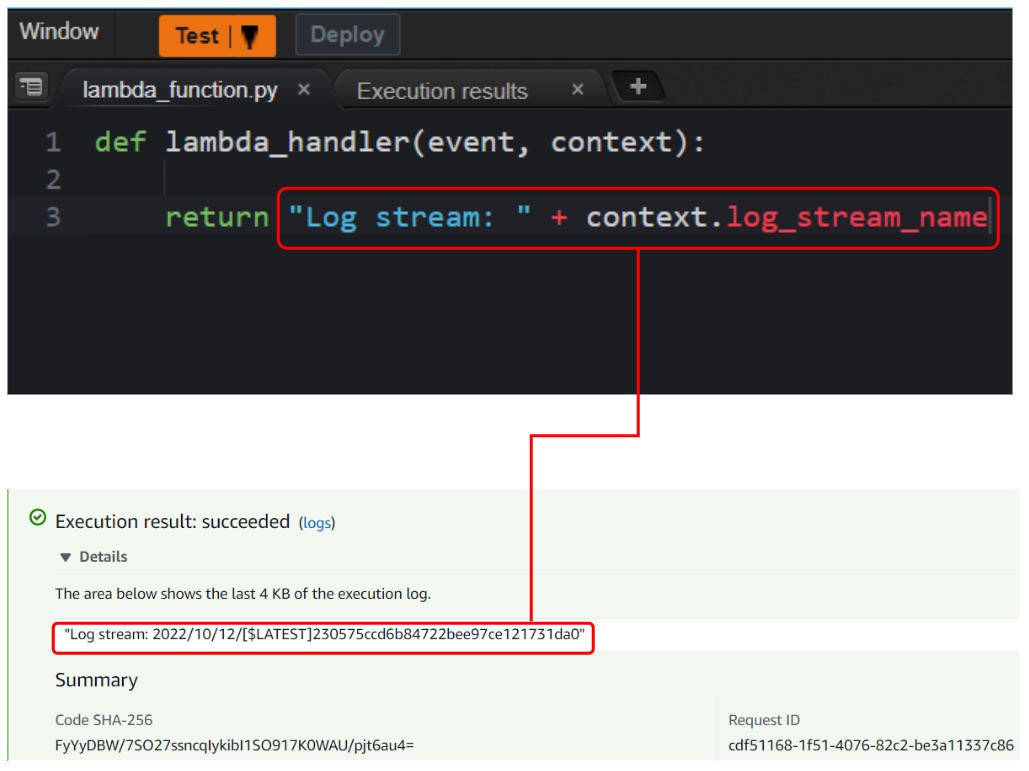 Window Test Deploy
lambda_function.py × Execution results × +
1 def lambda_handler(event, context):
2
3 return "Log stream: " + context.log_stream_name
Execution result: succeeded (logs)
Details
The area below shows the last 4 KB of the execution log.
"Log stream: 2022/10/12/[$LATEST]230575ccd6b84722bee97ce121731da0"
Summary
Code SHA-256
FyYyDBW/7SO27ssncqIykibI1SO917K0WAU/pjt6au4=
Request ID
cdf51168-1f51-4076-82c2-be3a11337c86